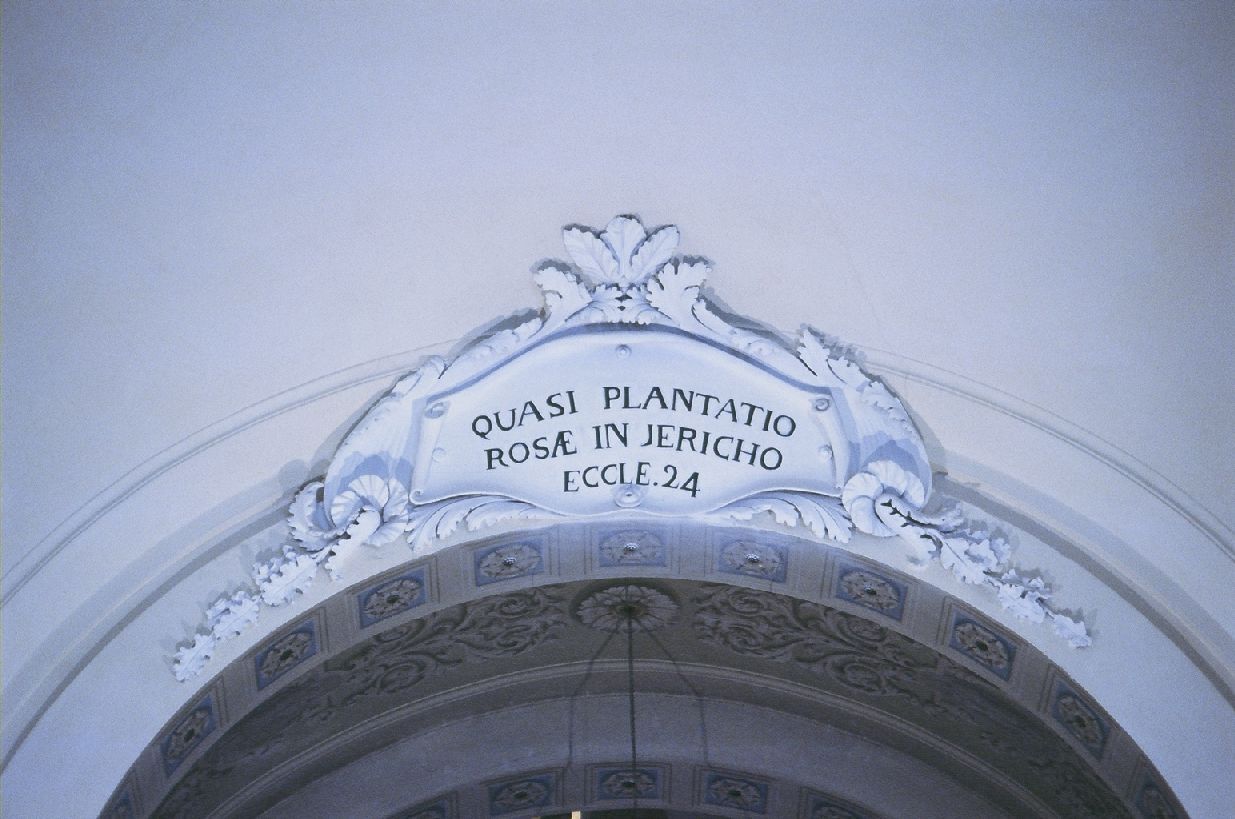 QUASI PLANTATIO
ROSÆ IN JERICHO
ECCLE.24